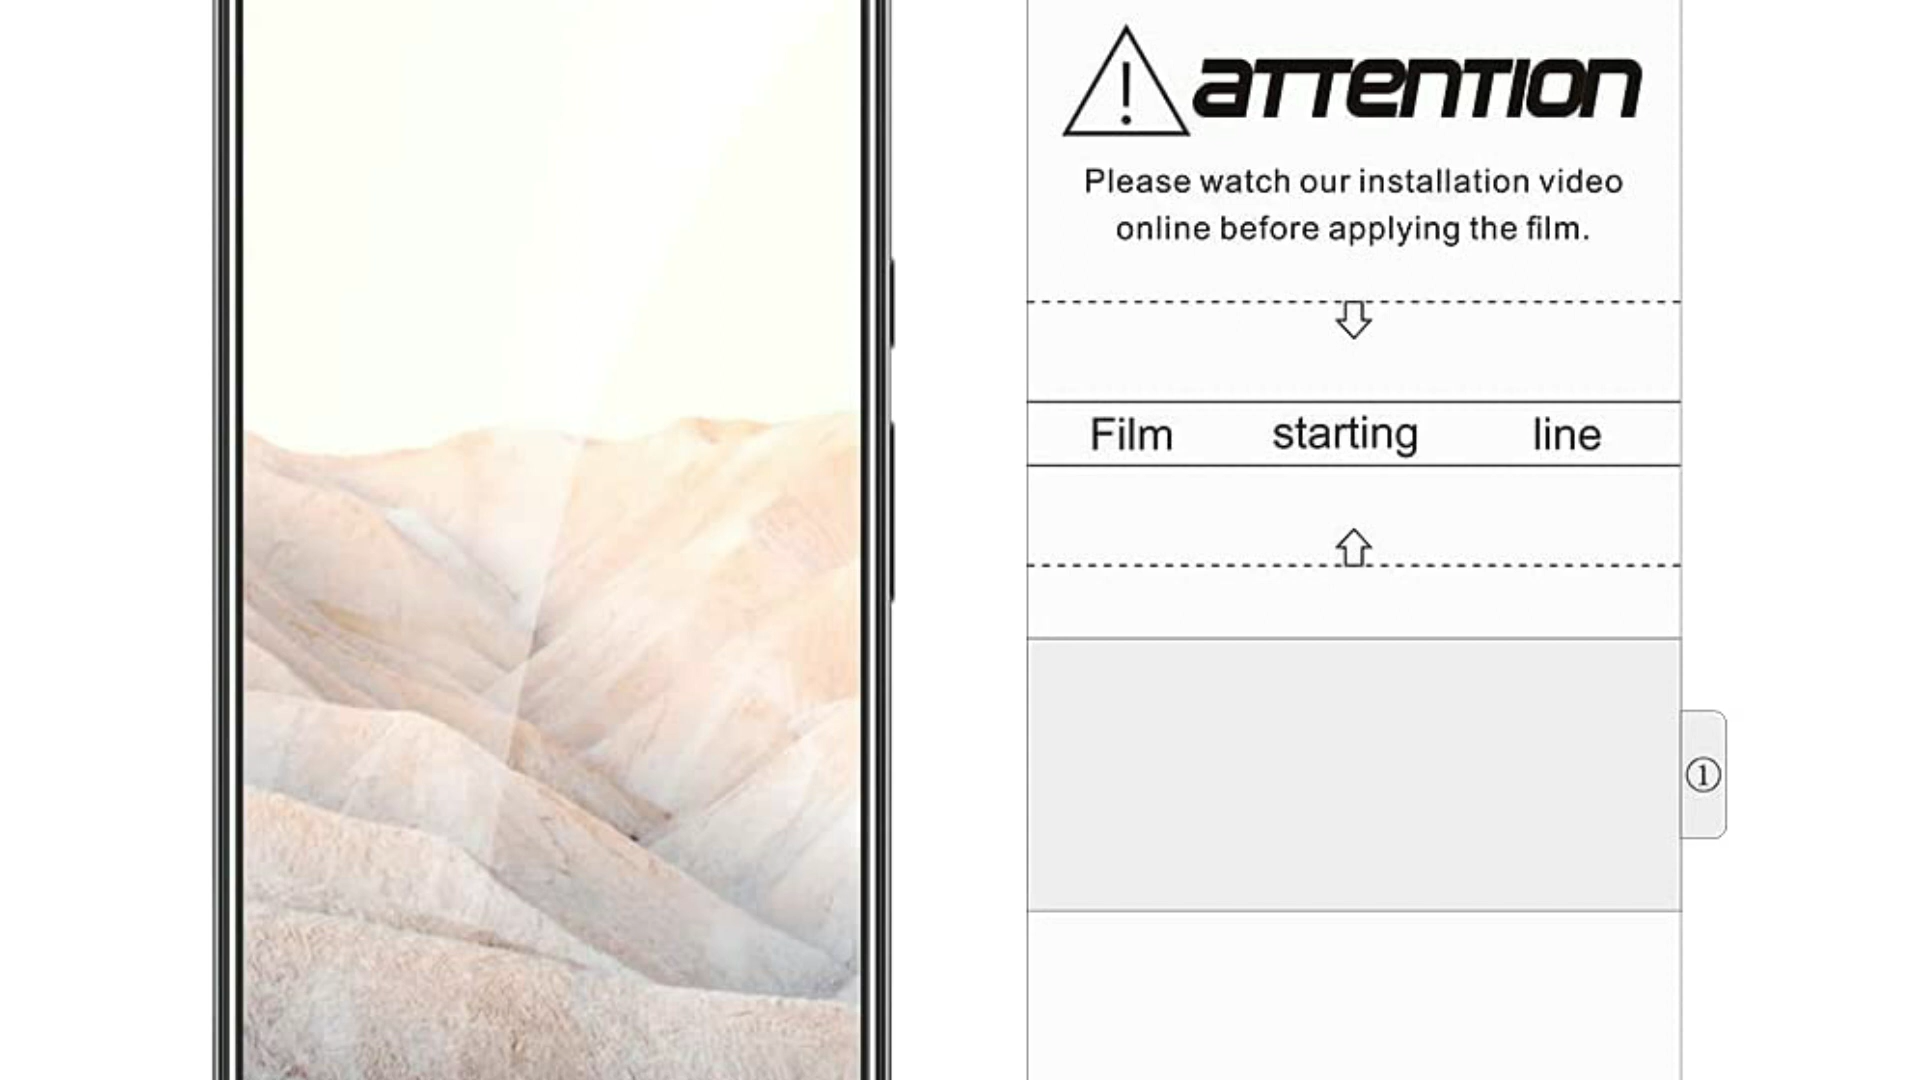 ! ATTENTION
Please watch our installation video
online before applying the film.
Film starting line
①